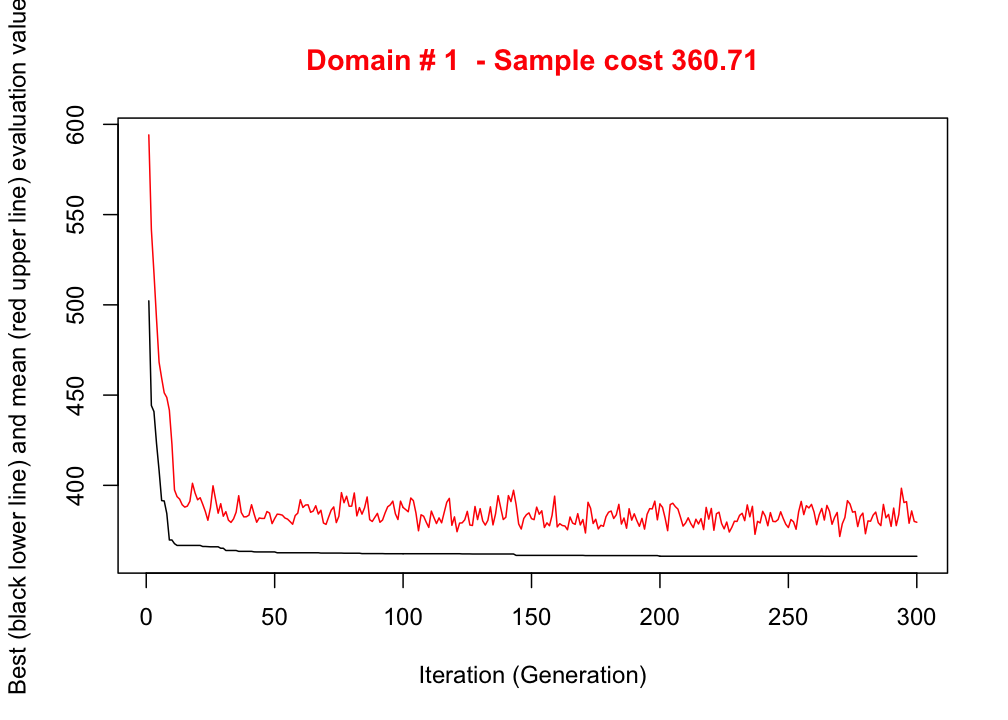 Domain # 1 - Sample cost 360.71
Best (black lower line) and mean (red upper line) evaluation value
600
550
500
450
400
0 50 100 150 200 250 300
Iteration (Generation)